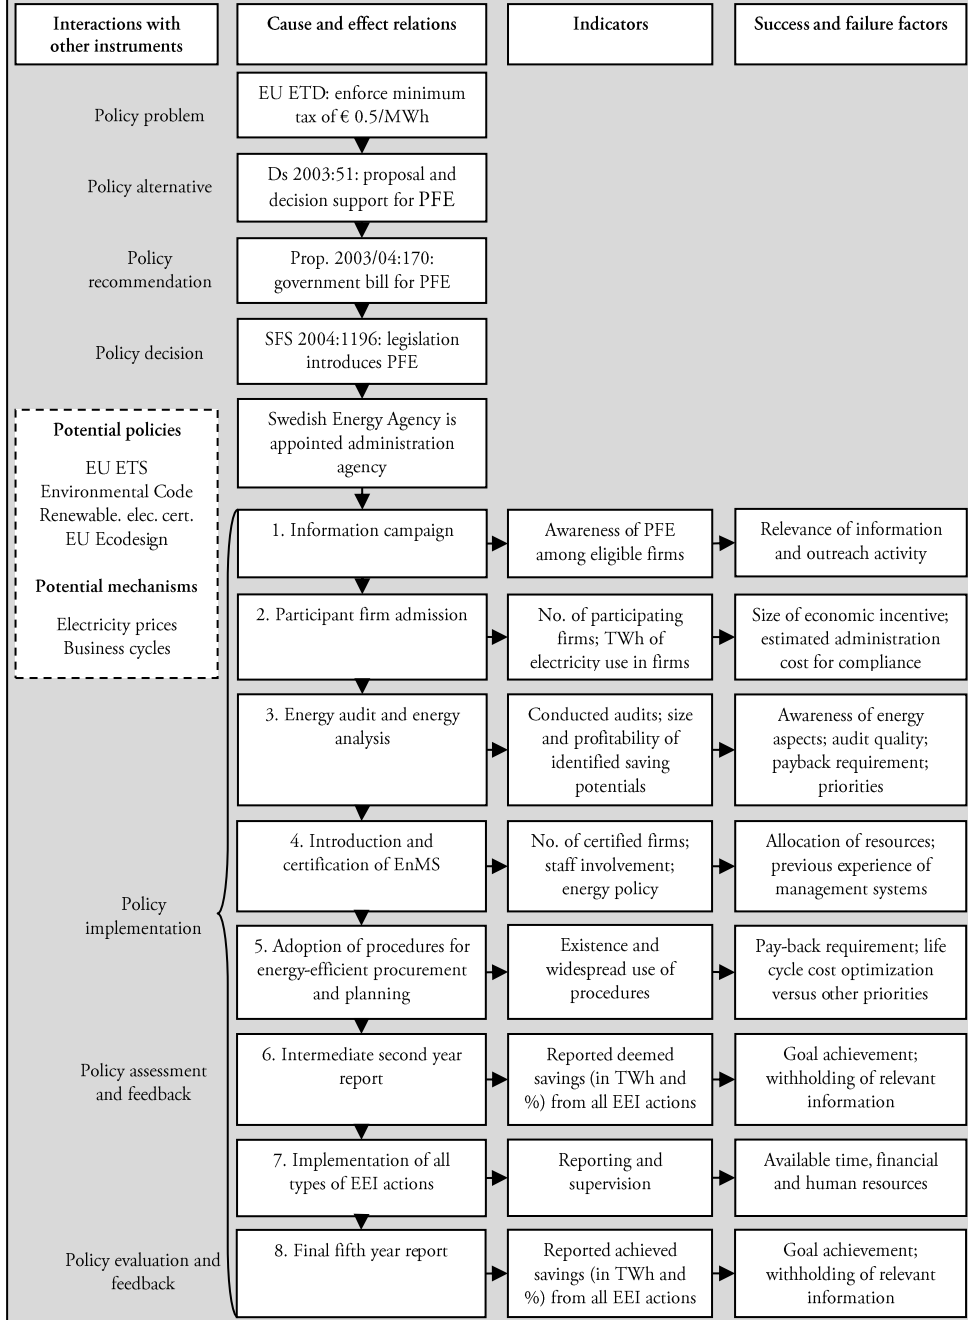 Interactions with
other instruments
Cause and effect relations
Indicators
Success and failure factors
Policy problem
EU ETD: enforce minimum
tax of € 0.5/MWh
Policy alternative
Ds 2003:51: proposal and
decision support for PFE
Policy
recommendation
Prop. 2003/04:170:
government bill for PFE
Policy decision
SFS 2004:1196: legislation
introduces PFE
Swedish Energy Agency is
appointed administration
agency
Potential policies
EU ETS
Environmental Code
Renewable. elec. cert.
EU Ecodesign
Potential mechanisms
Electricity prices
Business cycles
1. Information campaign
Awareness of PFE
among eligible firms
Relevance of information
and outreach activity
2. Participant firm admission
No. of participating
firms; TWh of
electricity use in firms
Size of economic incentive;
estimated administration
cost for compliance
3. Energy audit and energy
analysis
Conducted audits; size
and profitability of
identified saving
potentials
Awareness of energy
aspects; audit quality;
payback requirement;
priorities
Policy
implementation
4. Introduction and
certification of EnMS
No. of certified firms;
staff involvement;
energy policy
Allocation of resources;
previous experience of
management systems
5. Adoption of procedures for
energy-efficient procurement
and planning
Existence and
widespread use of
procedures
Pay-back requirement; life
cycle cost optimization
versus other priorities
Policy assessment
and feedback
6. Intermediate second year
report
Reported deemed
savings (in TWh and
%) from all EEI actions
Goal achievement;
withholding of relevant
information
7. Implementation of all
types of EEI actions
Reporting and
supervision
Available time, financial
and human resources
Policy evaluation and
feedback
8. Final fifth year report
Reported achieved
savings (in TWh and
%) from all EEI actions
Goal achievement;
withholding of relevant
information